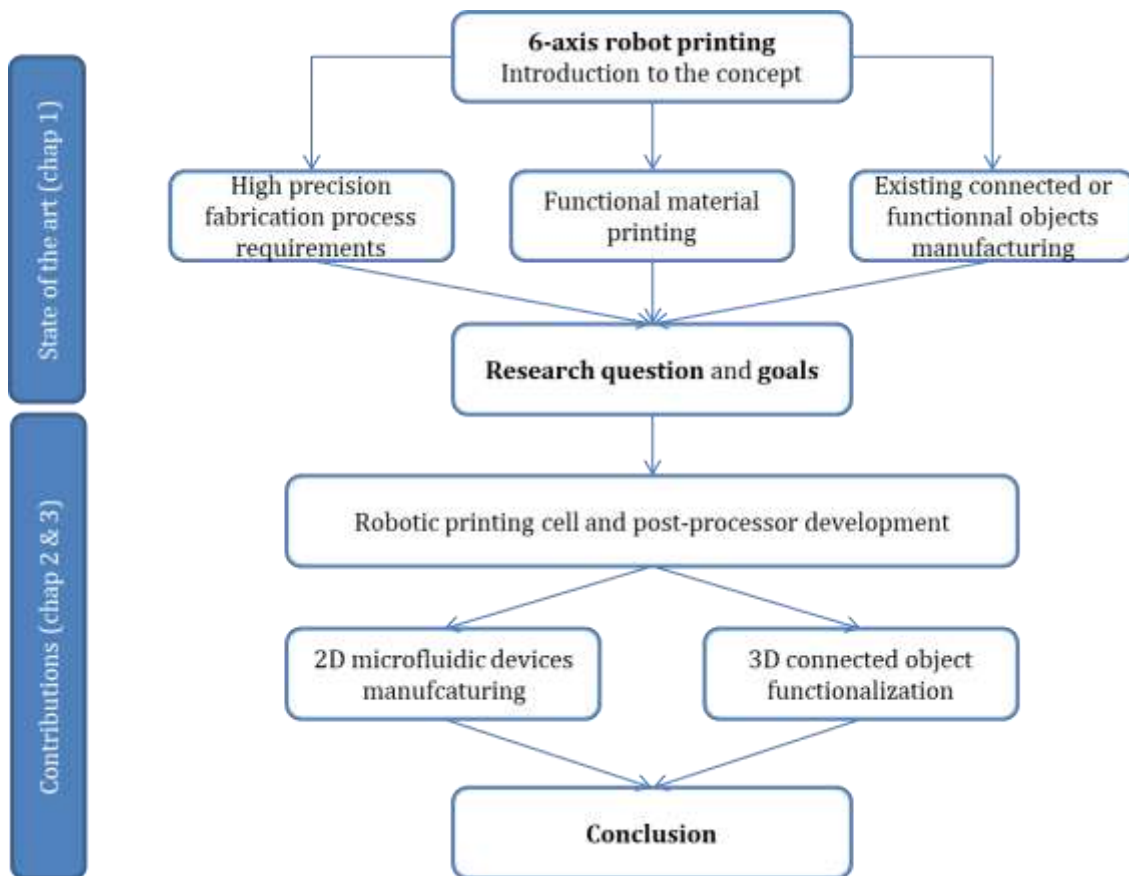 6-axis robot printing
Introduction to the concept
State of the art (chap 1)
High precision
fabrication process
requirements
Functional material
printing
Existing connected or
functionnal objects
manufacturing
Research question and goals
Contributions (chap 2 & 3)
Robotic printing cell and post-processor development
2D microfluidic devices
manufcaturing
3D connected object
functionalization
Conclusion